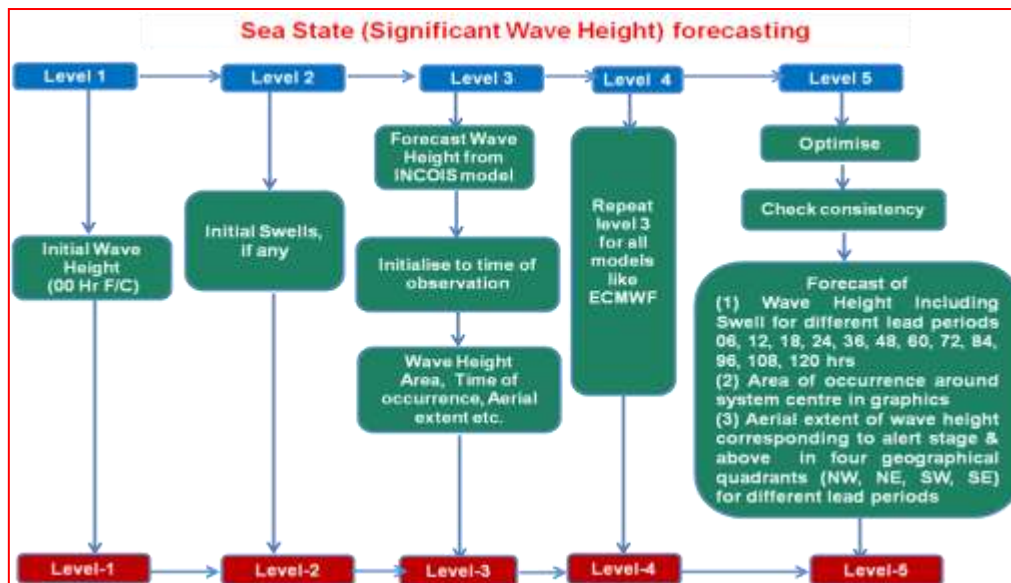 Sea State (Significant Wave Height) forecasting
Level 1
Level 2
Level 3
Level 4
Level 5
Initial Wave
Height
(00 Hr F/C)
Initial Swells,
if any
Forecast Wave
Height from
INCOIS model
Initialise to time of
observation
Wave Height
Area, Time of
occurrence, Aerial
extent etc.
Repeat
level 3
for all
models
like
ECMWF
Optimise
Check consistency
Forecast of
(1) Wave Height Including
Swell for different lead periods
06, 12, 18, 24, 36, 48, 60, 72, 84,
96, 108, 120 hrs
(2) Area of occurrence around
system centre in graphics
(3) Aerial extent of wave height
corresponding to alert stage &
above in four geographical
quadrants (NW, NE, SW, SE)
for different lead periods
Level-1
Level-2
Level-3
Level-4
Level-5